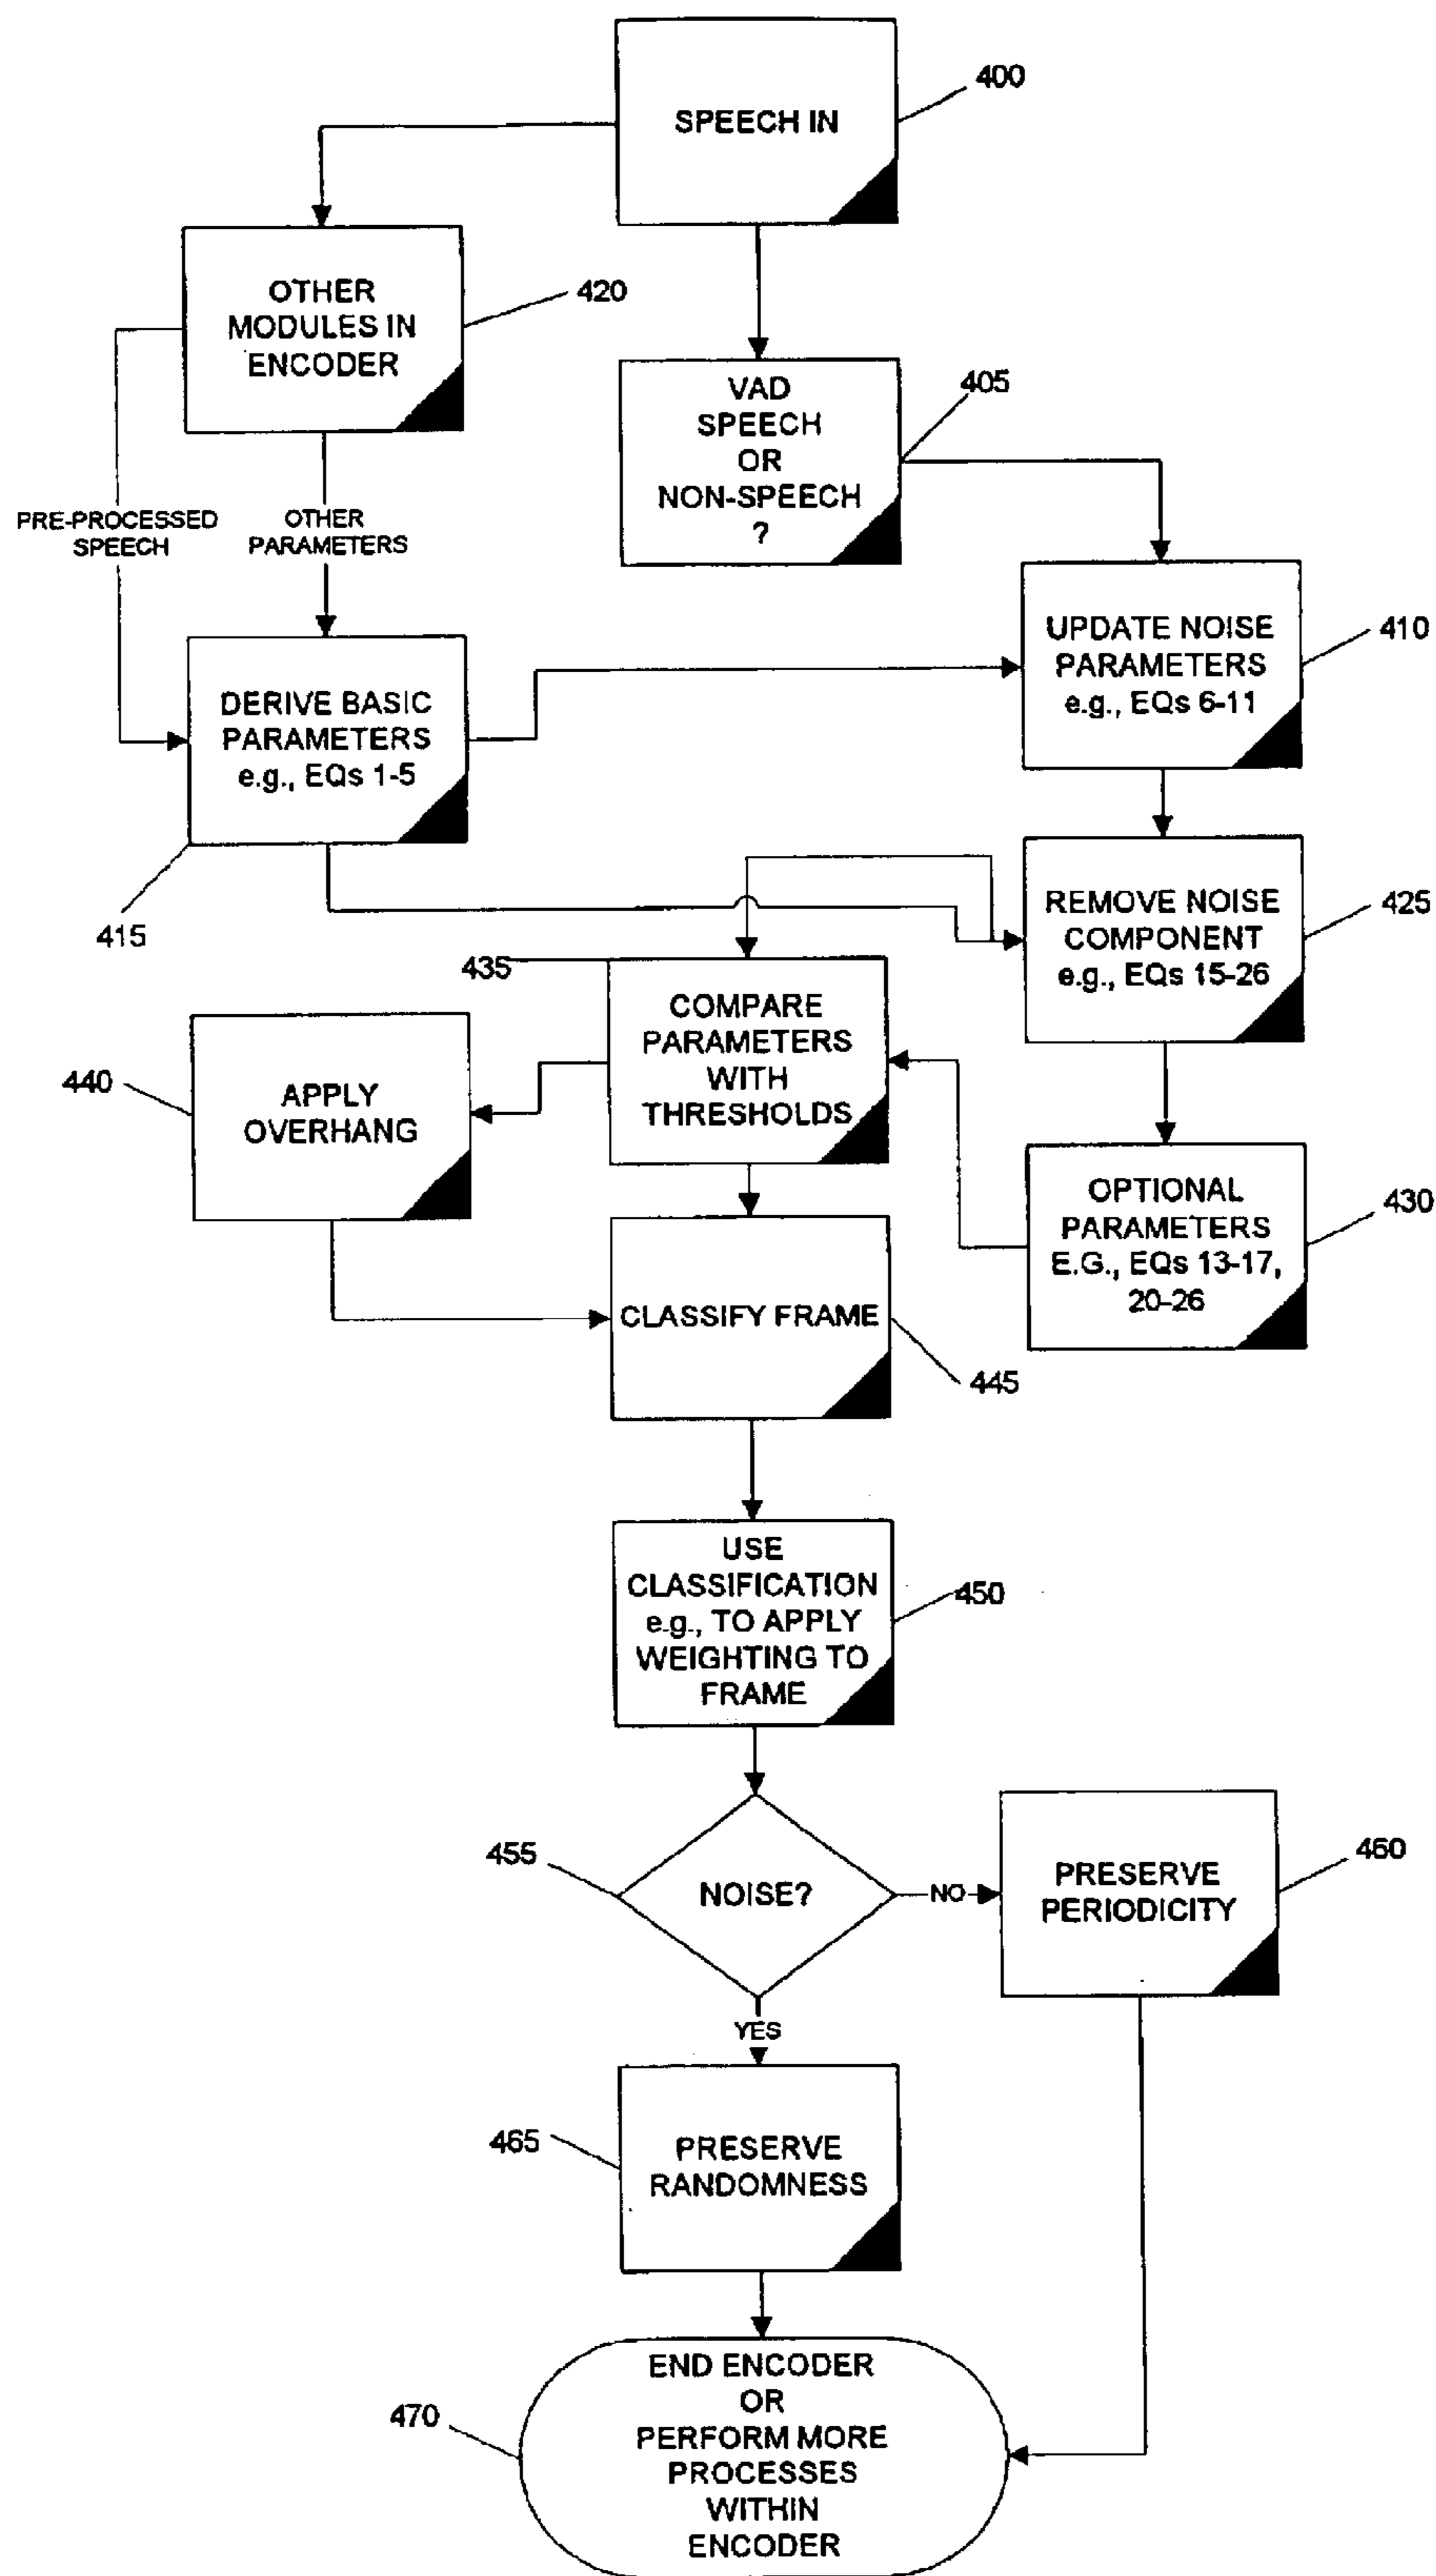 400
SPEECH IN
OTHER
MODULES IN
ENCODER
420
VAD
SPEECH
OR
NON-SPEECH
?
405
PRE-PROCESSED
SPEECH
OTHER
PARAMETERS
UPDATE NOISE
PARAMETERS
e.g., EQs 6-11
410
DERIVE BASIC
PARAMETERS
e.g., EQs 1-5
415
REMOVE NOISE
COMPONENT
e.g., EQs 15-26
425
435
COMPARE
PARAMETERS
WITH
THRESHOLDS
440
APPLY
OVERHANG
OPTIONAL
PARAMETERS
E.G., EQs 13-17,
20-26
430
CLASSIFY FRAME
445
USE
CLASSIFICATION
e.g., TO APPLY
WEIGHTING TO
FRAME
450
455
NOISE?
NO
PRESERVE
PERIODICITY
460
YES
465
PRESERVE
RANDOMNESS
470
END ENCODER
OR
PERFORM MORE
PROCESSES
WITHIN
ENCODER